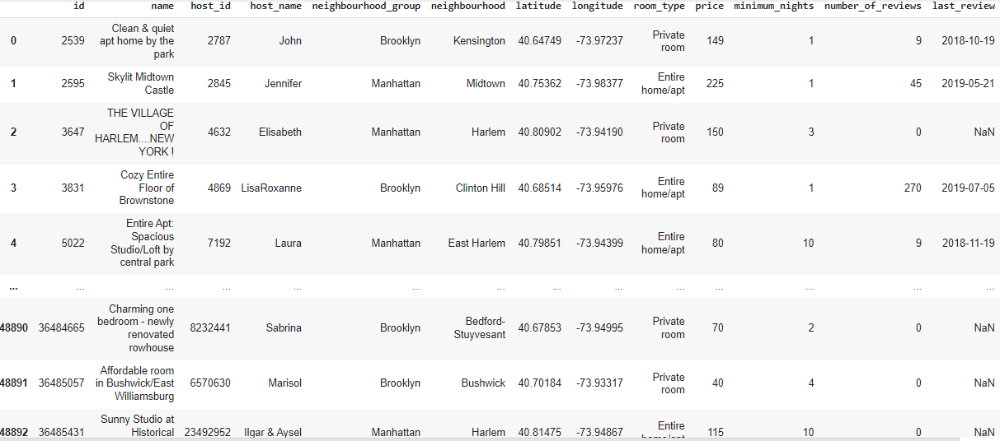 id name host_id host_name neighbourhood_group neighbourhood latitude longitude room_type price minimum_nights number_of_reviews last_review
0 2539 Clean & quiet apt home by the park 2787 John Brooklyn Kensington 40.64749 -73.97237 Private room 149 1 9 2018-10-19
1 2595 Skylit Midtown Castle 2845 Jennifer Manhattan Midtown 40.75362 -73.98377 Entire home/apt 225 1 45 2019-05-21
2 3647 THE VILLAGE OF HARLEM....NEW YORK ! 4632 Elisabeth Manhattan Harlem 40.80902 -73.94190 Private room 150 3 0 NaN
3 3831 Cozy Entire Floor of Brownstone 4869 LisaRoxanne Brooklyn Clinton Hill 40.68514 -73.95976 Entire home/apt 89 1 270 2019-07-05
4 5022 Entire Apt: Spacious Studio/Loft by central park 7192 Laura Manhattan East Harlem 40.79851 -73.94399 Entire home/apt 80 10 9 2018-11-19
... ... ... ... ... ... ... ... ... ... ... ... ... ...
48890 36484665 Charming one bedroom - newly renovated rowhouse 8232441 Sabrina Brooklyn Bedford-Stuyvesant 40.67853 -73.94995 Private room 70 2 0 NaN
48891 36485057 Affordable room in Bushwick/East Williamsburg 6570630 Marisol Brooklyn Bushwick 40.70184 -73.93317 Private room 40 4 0 NaN
48892 36485431 Sunny Studio at Historical 23492952 Ilgar & Aysel Manhattan Harlem 40.81475 -73.94867 Entire home/apt 115 10 0 NaN